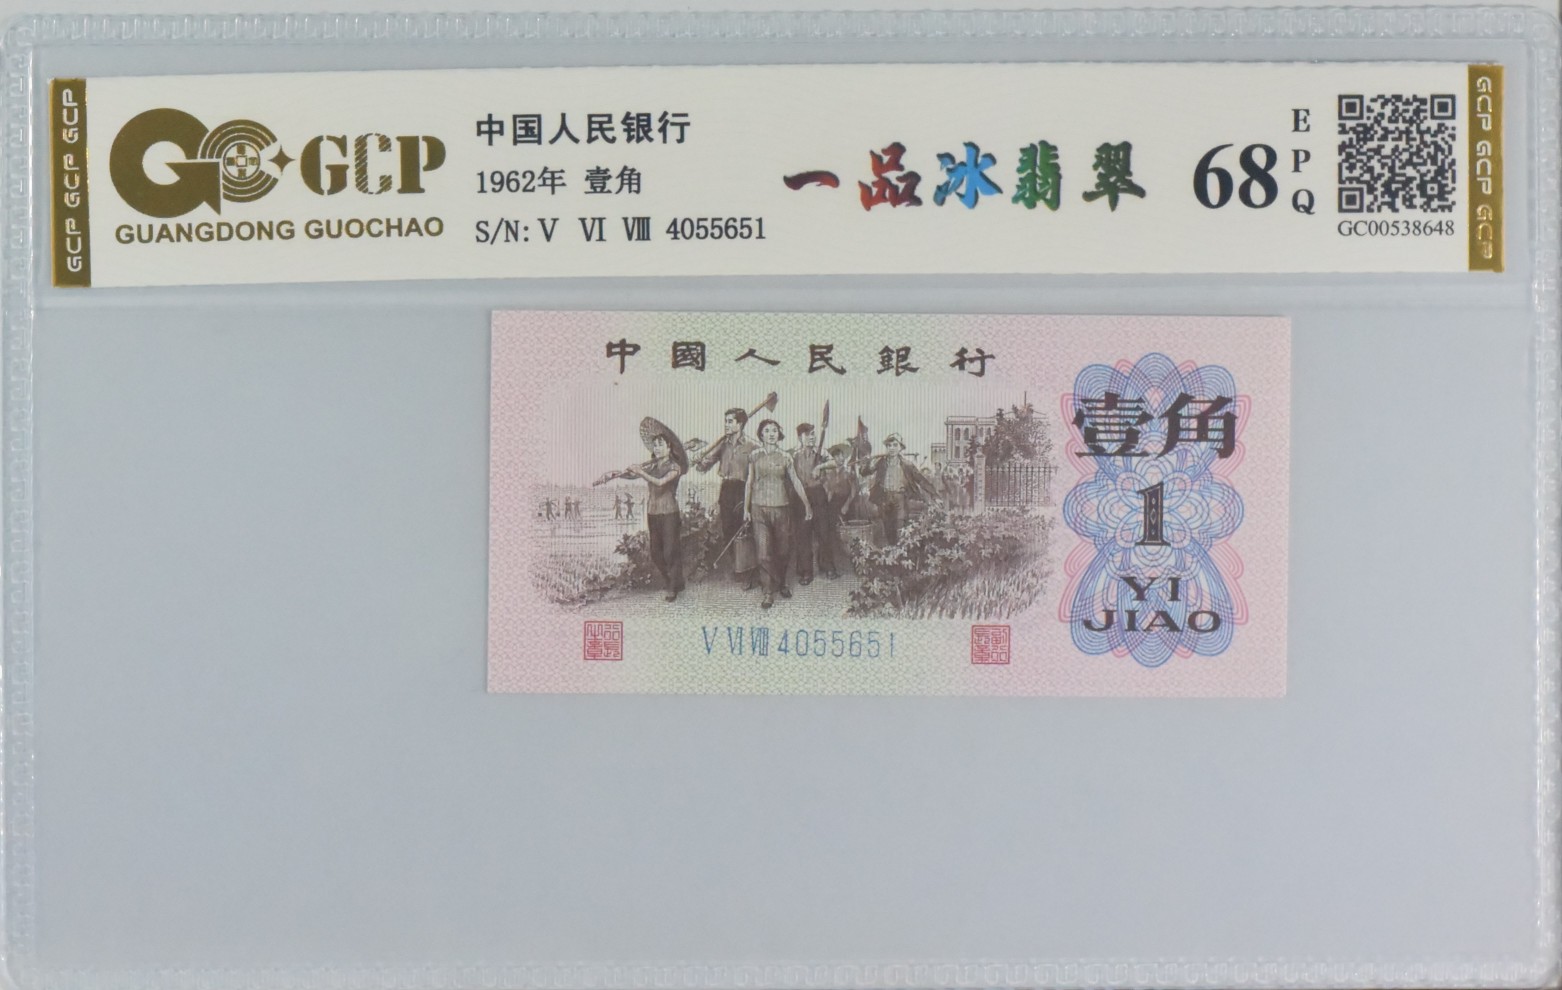 GCP GCP GCP
GCP
GUANGDONG GUOCHAO
中国人民银行
1962年 壹角
S/N: Ⅴ Ⅵ Ⅷ 4055651
一品冰翡翠
68
EPQ
GC00538648
GCP GCP GCP
中國人民銀行
壹角
1
YI
JIAO
Ⅴ Ⅵ Ⅷ 4055651